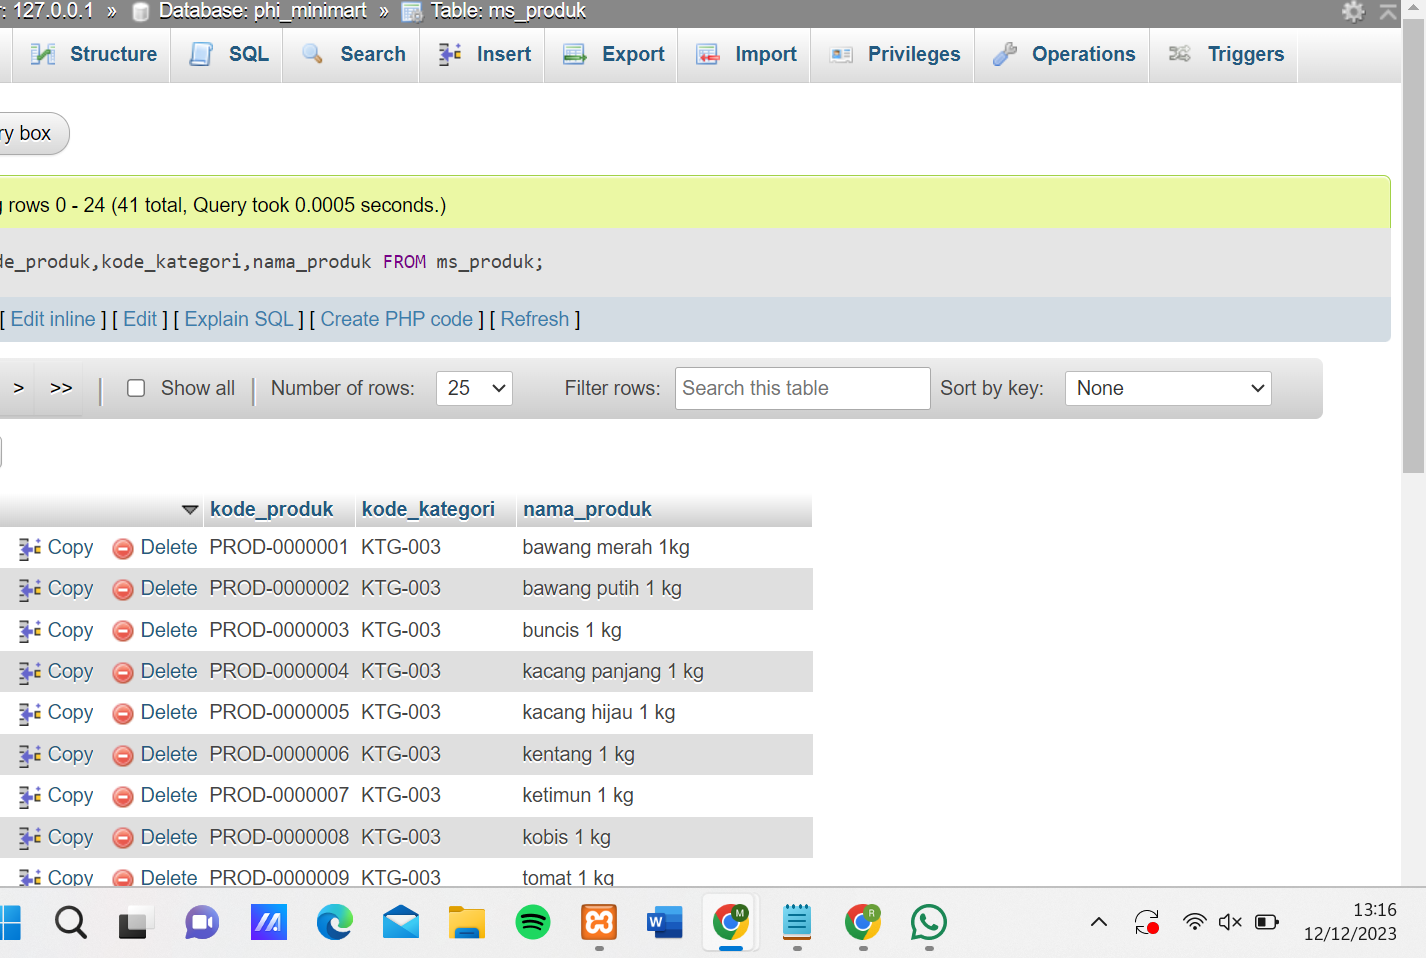 r: 127.0.0.1 » Database: phi_minimart » Table: ms_produk
Structure SQL Search Insert Export Import Privileges Operations Triggers
ry box
g rows 0 - 24 (41 total, Query took 0.0005 seconds.)
de_produk,kode_kategori,nama_produk FROM ms_produk;
[ Edit inline ] [ Edit ] [ Explain SQL ] [ Create PHP code ] [ Refresh ]
> >> | Show all | Number of rows: 25 Filter rows: Search this table Sort by key: None
kode_produk kode_kategori nama_produk
Copy Delete PROD-0000001 KTG-003 bawang merah 1kg
Copy Delete PROD-0000002 KTG-003 bawang putih 1 kg
Copy Delete PROD-0000003 KTG-003 buncis 1 kg
Copy Delete PROD-0000004 KTG-003 kacang panjang 1 kg
Copy Delete PROD-0000005 KTG-003 kacang hijau 1 kg
Copy Delete PROD-0000006 KTG-003 kentang 1 kg
Copy Delete PROD-0000007 KTG-003 ketimun 1 kg
Copy Delete PROD-0000008 KTG-003 kobis 1 kg
Copy Delete PROD-0000009 KTG-003 tomat 1 kg
W M R
13:16
12/12/2023